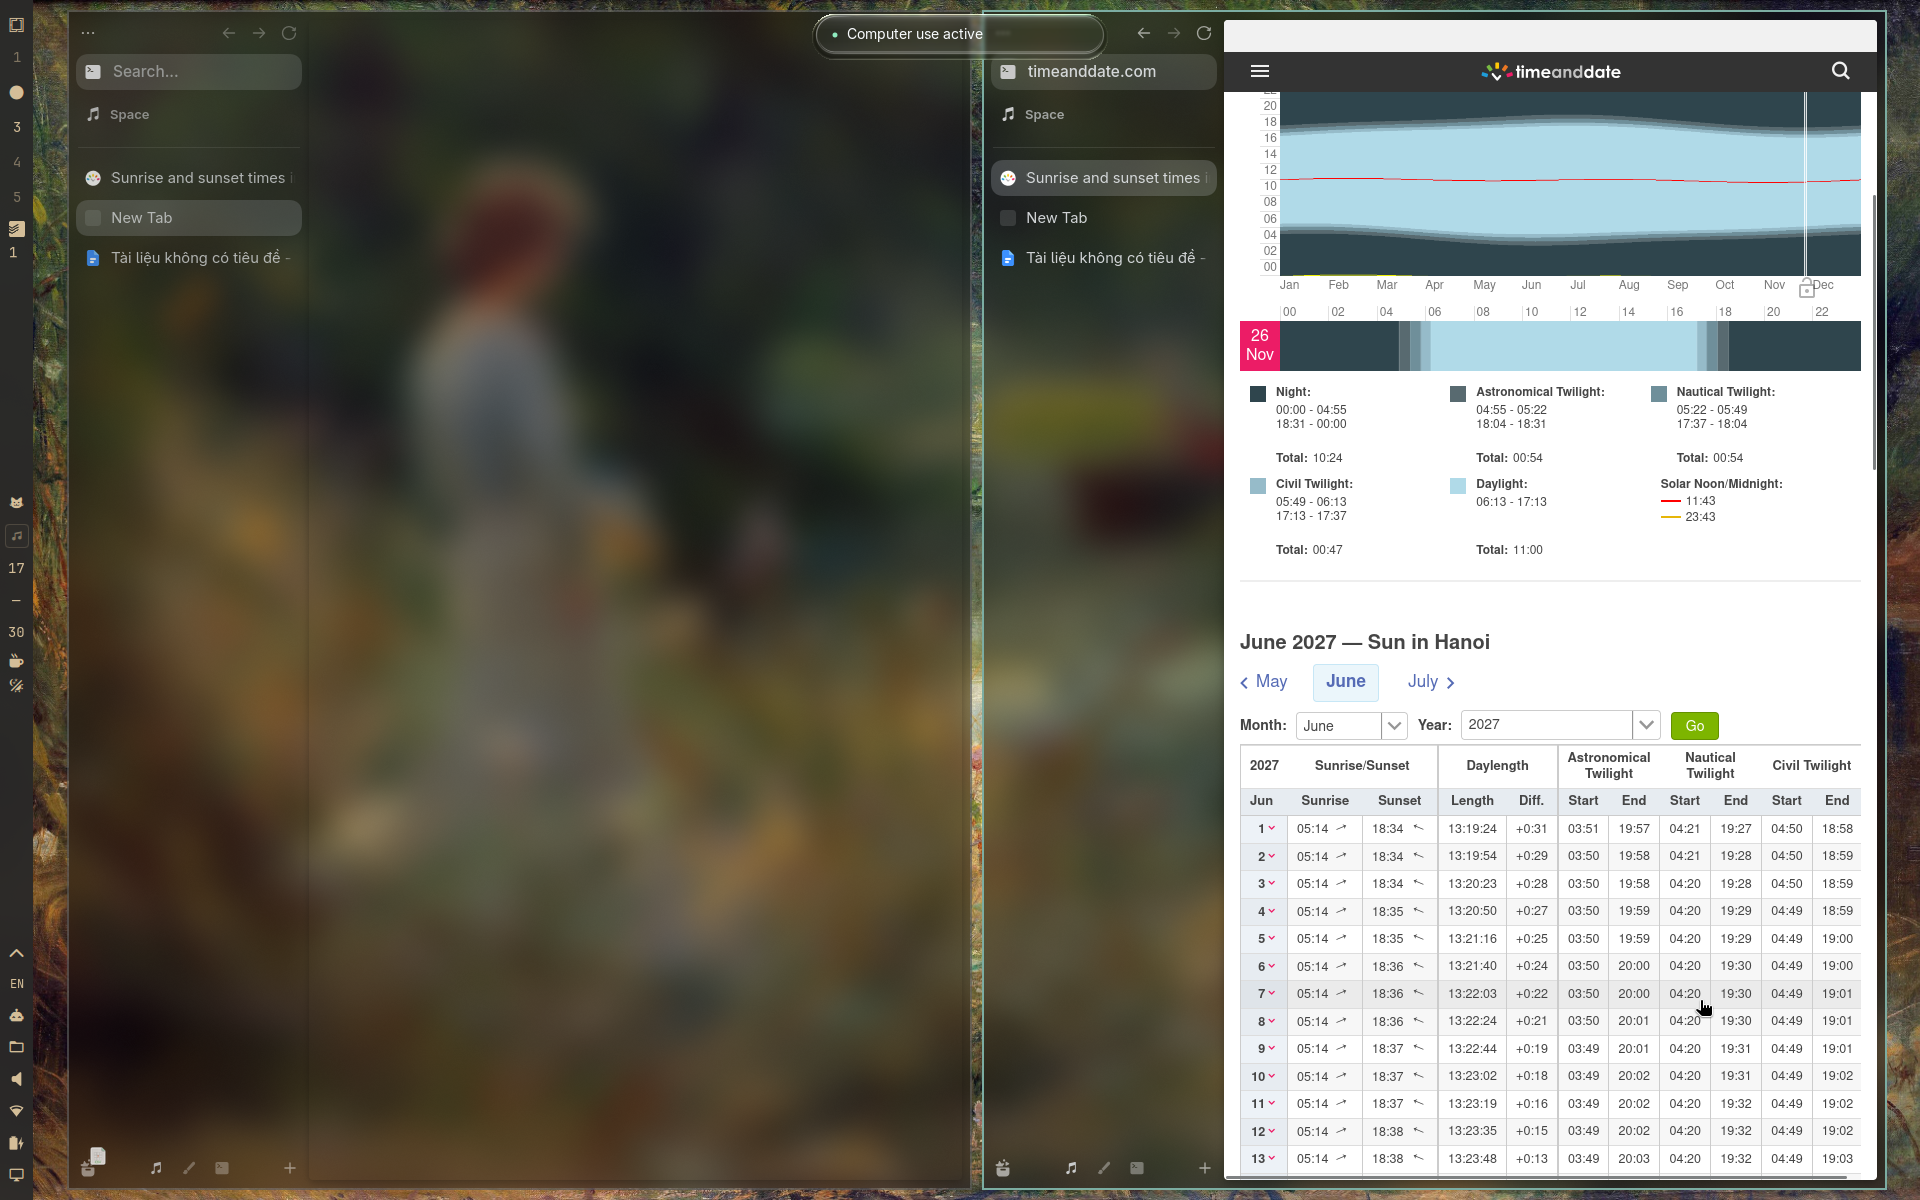 Computer use active
1
3
4
5
1
17
30
EN
...
Search...
Space
Sunrise and sunset times i
New Tab
Tài liệu không có tiêu đề -
timeanddate.com
Space
Sunrise and sunset times i
New Tab
Tài liệu không có tiêu đề -
timeanddate
22
20
18
16
14
12
10
08
06
04
02
00
Jan Feb Mar Apr May Jun Jul Aug Sep Oct Nov Dec
00 02 04 06 08 10 12 14 16 18 20 22
26
Nov
Night: Astronomical Twilight: Nautical Twilight:
00:00 - 04:55 04:55 - 05:22 05:22 - 05:49
18:31 - 00:00 18:04 - 18:31 17:37 - 18:04
Total: 10:24 Total: 00:54 Total: 00:54
Civil Twilight: Daylight: Solar Noon/Midnight:
05:49 - 06:13 06:13 - 17:13 11:43
17:13 - 17:37 23:43
Total: 00:47 Total: 11:00
June 2027 — Sun in Hanoi
May June July
Month: June Year: 2027 Go
2027 Sunrise/Sunset Daylength Astronomical Twilight Nautical Twilight Civil Twilight
Jun Sunrise Sunset Length Diff. Start End Start End Start End
1 05:14 18:34 13:19:24 +0:31 03:51 19:57 04:21 19:27 04:50 18:58
2 05:14 18:34 13:19:54 +0:29 03:50 19:58 04:21 19:28 04:50 18:59
3 05:14 18:34 13:20:23 +0:28 03:50 19:58 04:20 19:28 04:50 18:59
4 05:14 18:35 13:20:50 +0:27 03:50 19:59 04:20 19:29 04:49 18:59
5 05:14 18:35 13:21:16 +0:25 03:50 19:59 04:20 19:29 04:49 19:00
6 05:14 18:36 13:21:40 +0:24 03:50 20:00 04:20 19:30 04:49 19:00
7 05:14 18:36 13:22:03 +0:22 03:50 20:00 04:20 19:30 04:49 19:01
8 05:14 18:36 13:22:24 +0:21 03:50 20:01 04:20 19:30 04:49 19:01
9 05:14 18:37 13:22:44 +0:19 03:49 20:01 04:20 19:31 04:49 19:01
10 05:14 18:37 13:23:02 +0:18 03:49 20:02 04:20 19:31 04:49 19:02
11 05:14 18:37 13:23:19 +0:16 03:49 20:02 04:20 19:32 04:49 19:02
12 05:14 18:38 13:23:35 +0:15 03:49 20:02 04:20 19:32 04:49 19:02
13 05:14 18:38 13:23:48 +0:13 03:49 20:03 04:20 19:32 04:49 19:03